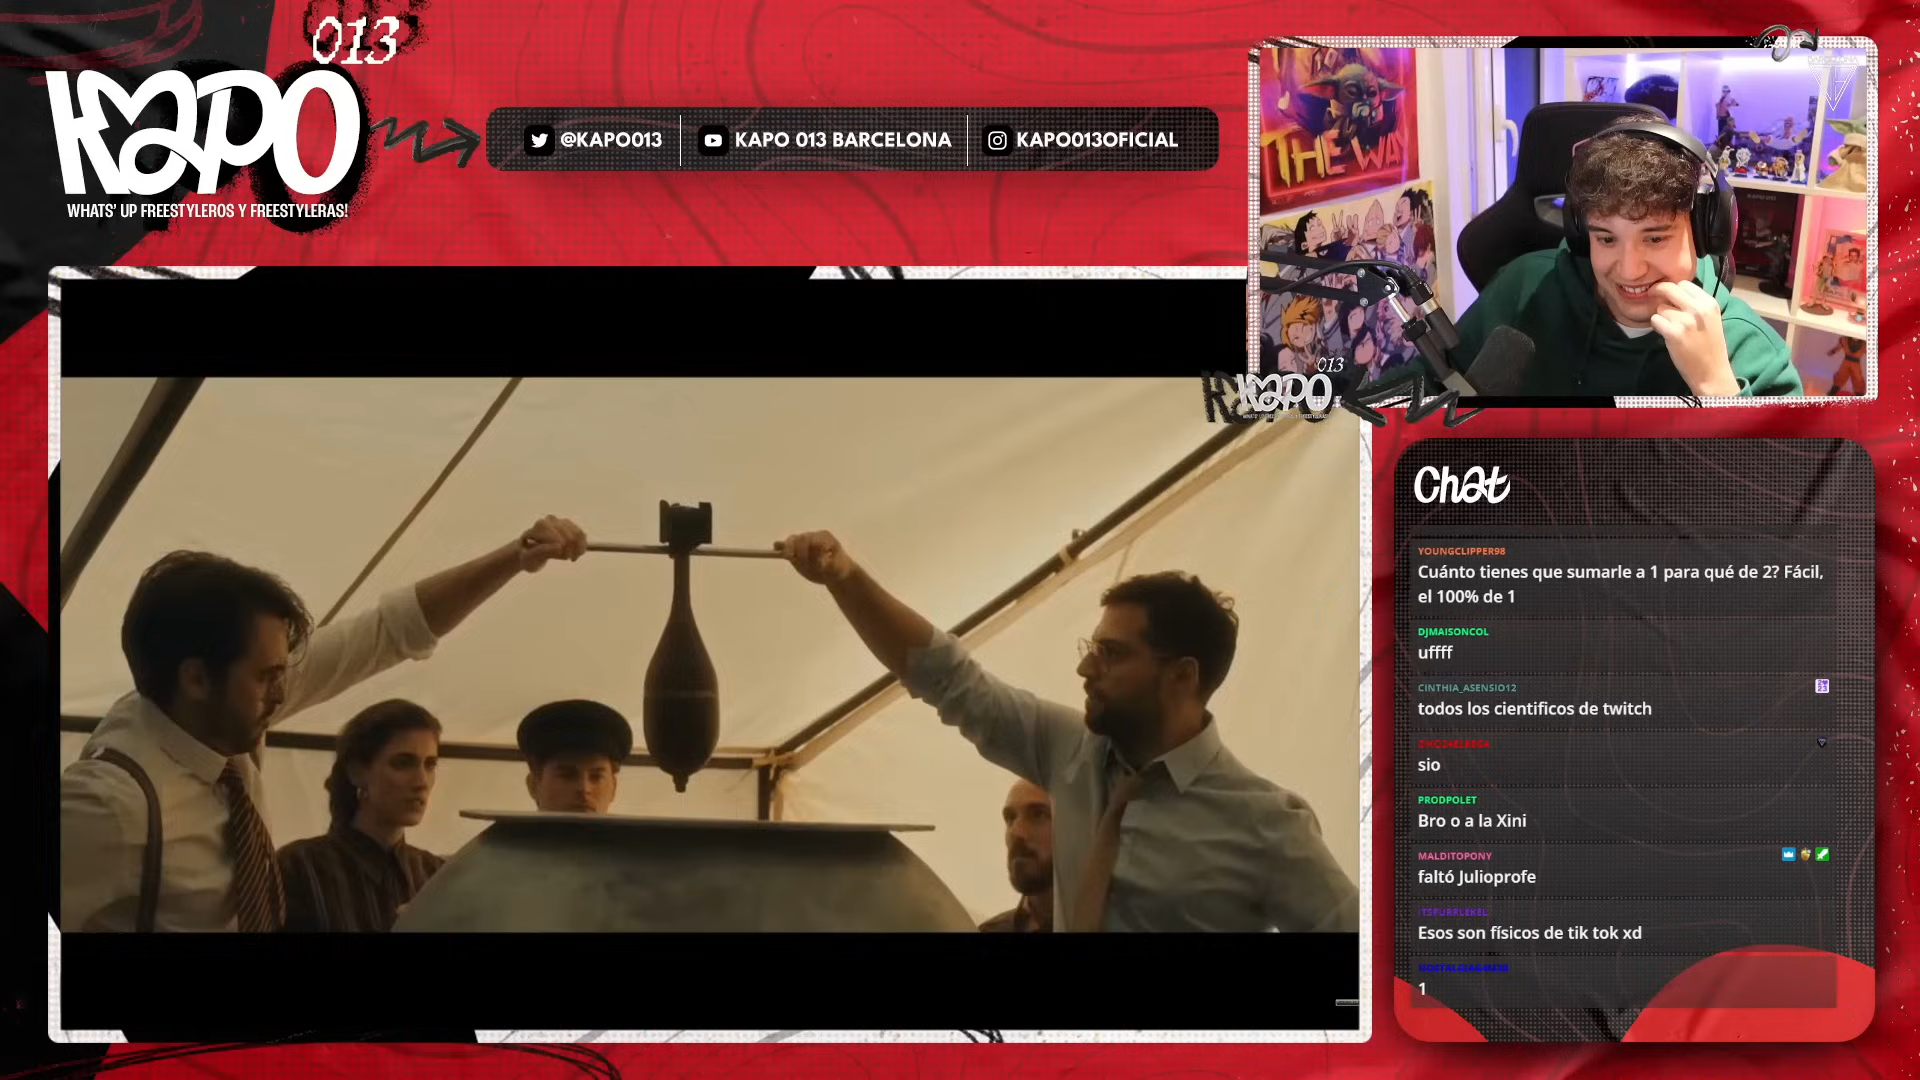 013
KAPO
WHATS' UP FREESTYLEROS Y FREESTYLERAS!
@KAPO013
KAPO 013 BARCELONA
KAPO013OFICIAL
THE WAY
013
KAPO
Chat
YOUNGCLIPPER98
Cuánto tienes que sumarle a 1 para qué de 2? Fácil,
el 100% de 1
DJMAISONCOL
uffff
CINTHIA_ASENSIO12
todos los cientificos de twitch
sio
PRODPOLET
Bro o a la Xini
MALDITOPONY
faltó Julioprofe
ITSPURPLEKEL
Esos son físicos de tik tok xd
1